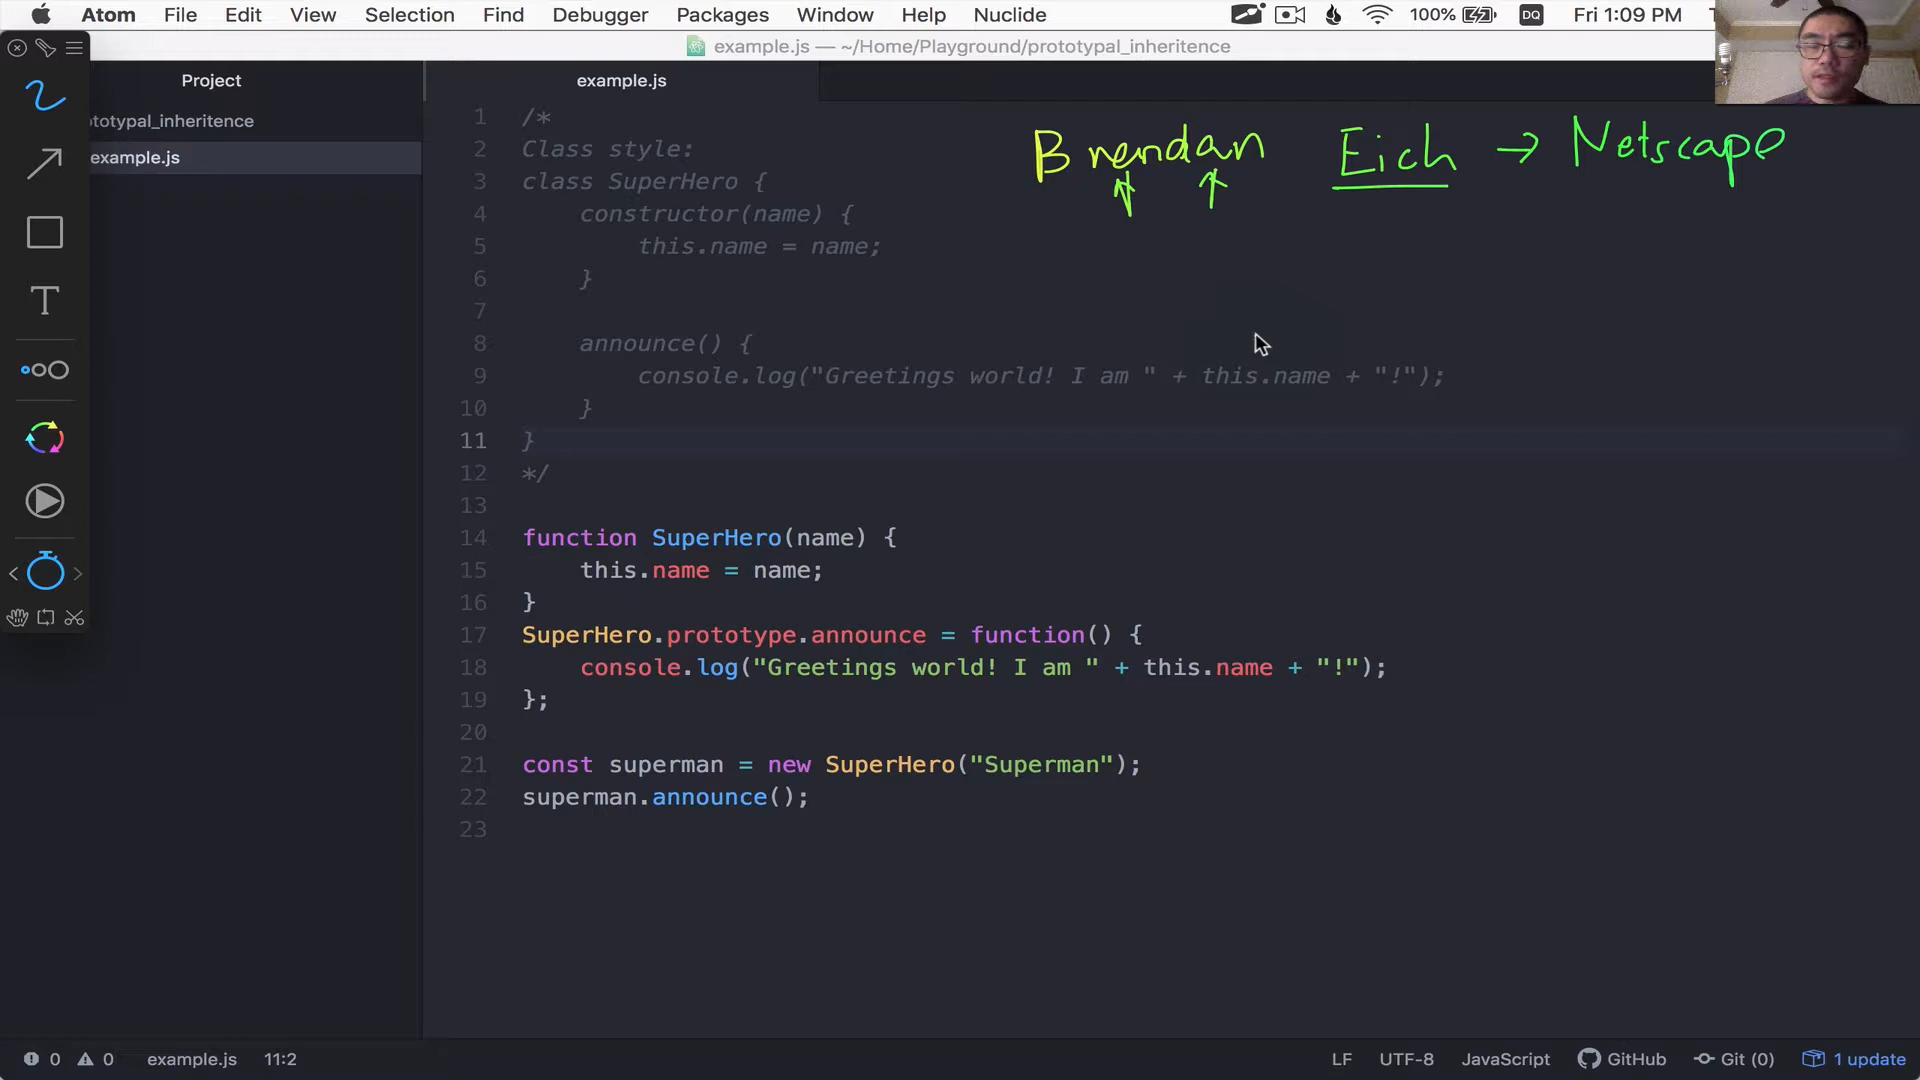 Atom File Edit View Selection Find Debugger Packages Window Help Nuclide 100% DQ Fri 1:09 PM
example.js — ~/Home/Playground/prototypal_inheritence
Project
example.js
ototypal_inheritence
example.js
Brendan Eich → Netscape
1 /*
2 Class style:
3 class SuperHero {
4 constructor(name) {
5 this.name = name;
6 }
7
8 announce() {
9 console.log("Greetings world! I am " + this.name + "!");
10 }
11 }
12 */
13
14 function SuperHero(name) {
15 this.name = name;
16 }
17 SuperHero.prototype.announce = function() {
18 console.log("Greetings world! I am " + this.name + "!");
19 };
20
21 const superman = new SuperHero("Superman");
22 superman.announce();
23
T
0 0 example.js 11:2 LF UTF-8 JavaScript GitHub Git (0) 1 update